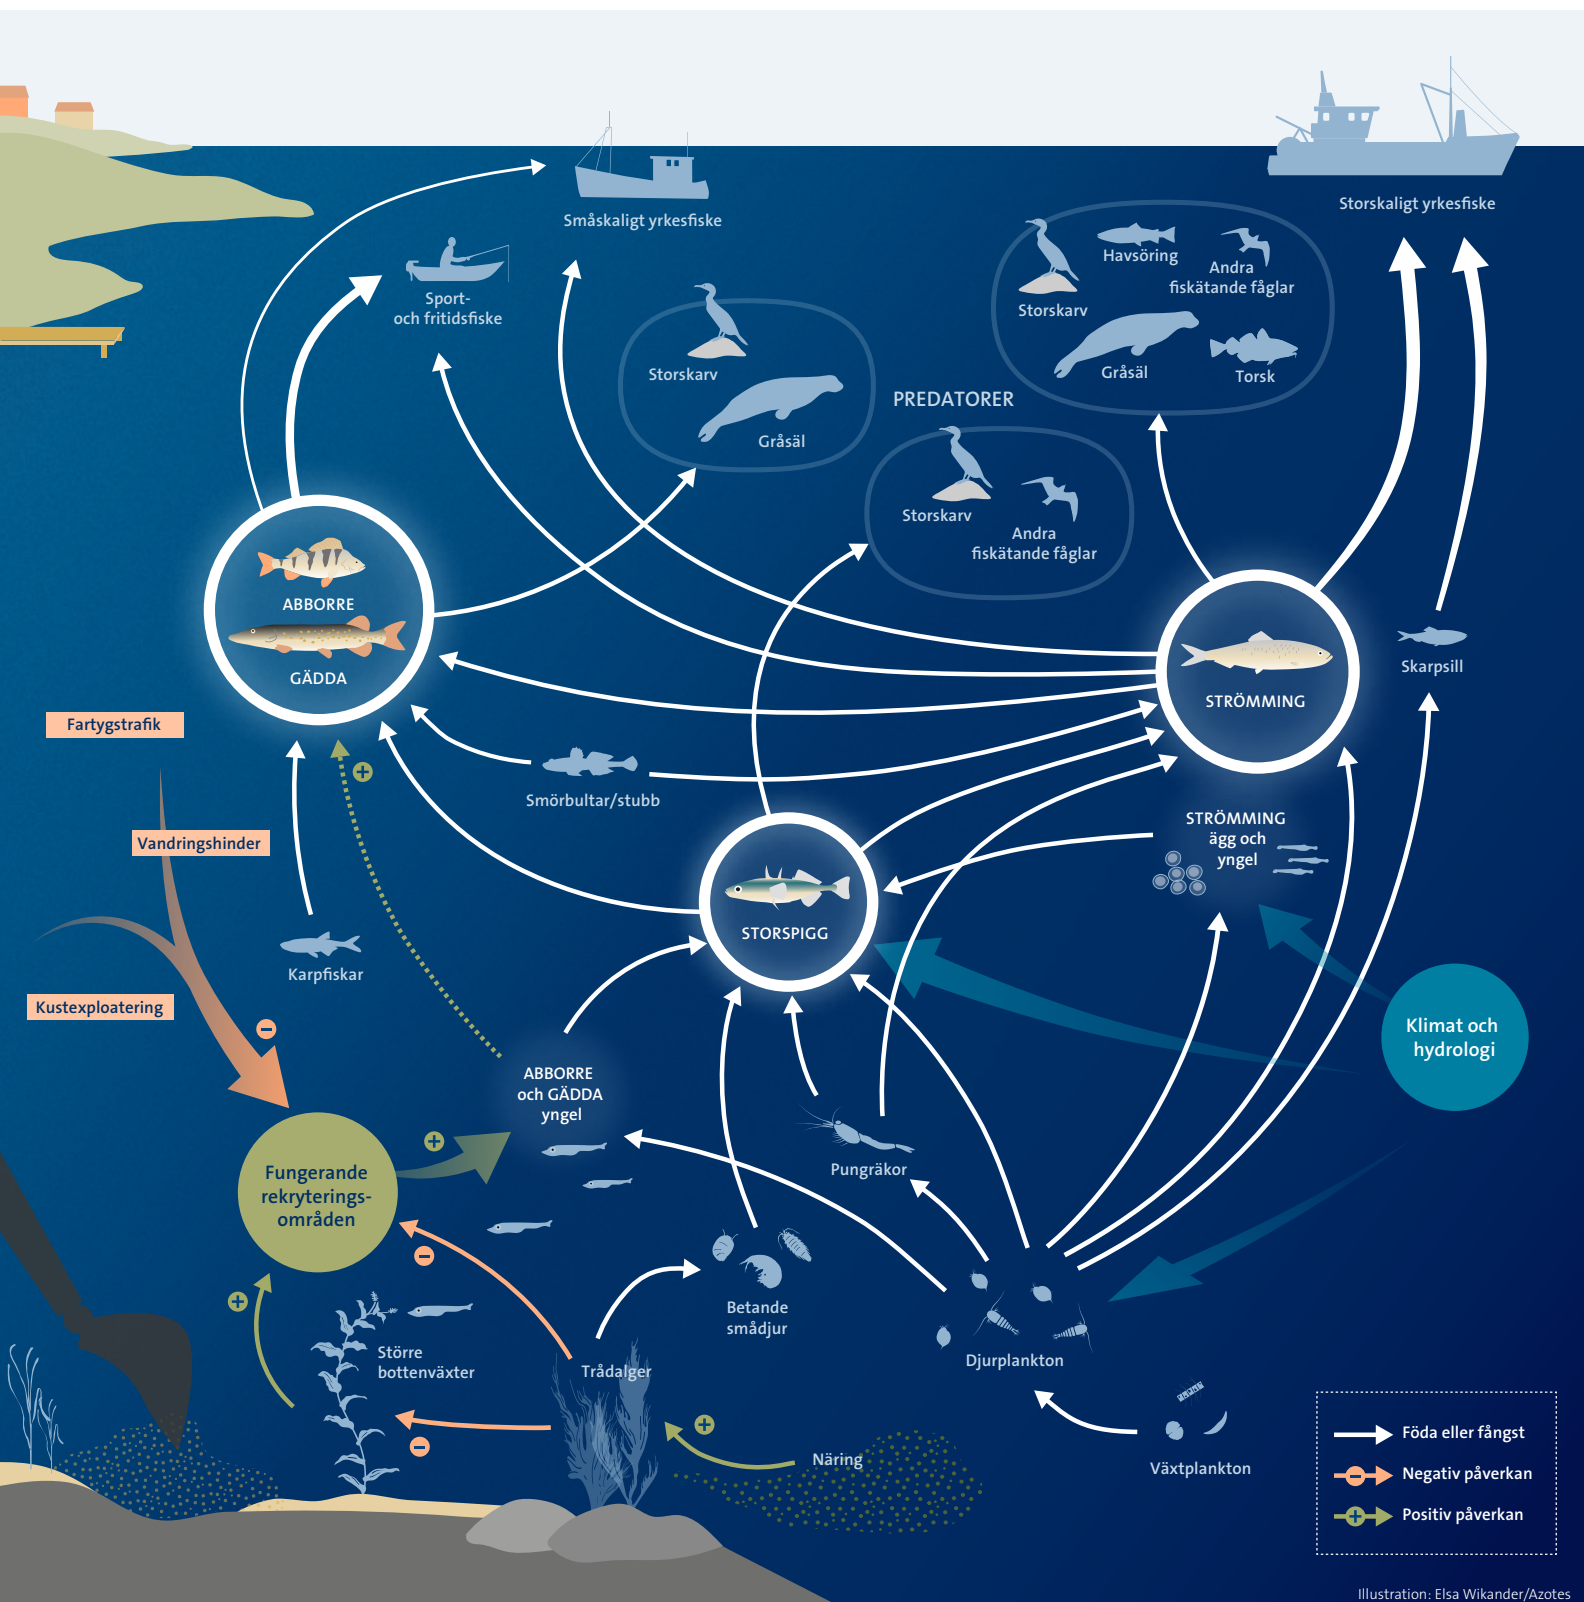 Småskaligt yrkesfiske
Storskaligt yrkesfiske
Sport-
och fritidsfiske
Storskarv
Gråsäl
PREDATORER
Havsöring
Andra
fiskätande fåglar
Storskarv
Gråsäl
Torsk
Storskarv
Andra
fiskätande fåglar
ABBORRE
GÄDDA
STRÖMMING
Skarpsill
Fartygstrafik
Vandringshinder
Kustexploatering
Smörbultar/stubb
STRÖMMING
ägg och
yngel
STORSPIGG
Karpfiskar
Klimat och
hydrologi
ABBORRE
och GÄDDA
yngel
Fungerande
rekryterings-
områden
Pungräkor
Betande
smådjur
Djurplankton
Större
bottenväxter
Trådalger
Näring
Växtplankton
Föda eller fångst
Negativ påverkan
Positiv påverkan
Illustration: Elsa Wikander/Azotes